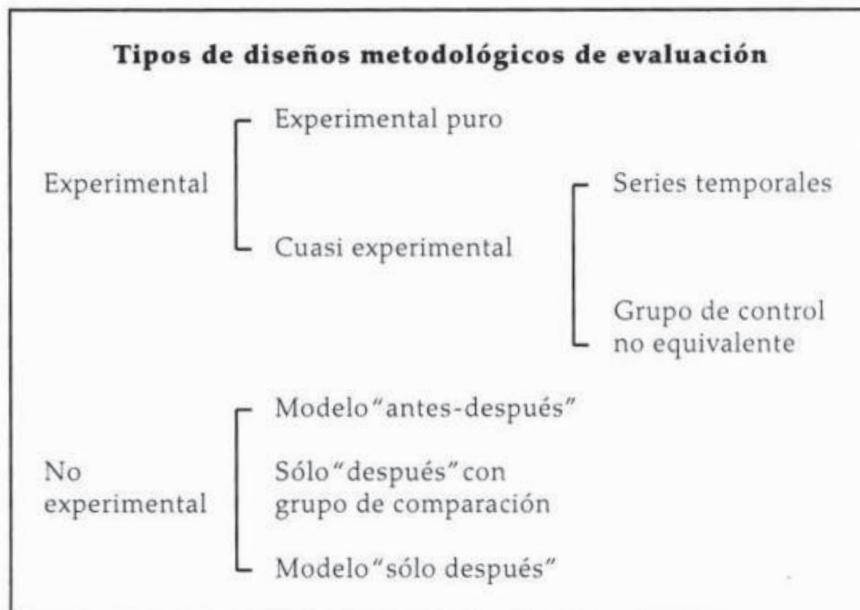 Tipos de diseños metodológicos de evaluación
Experimental puro
Experimental
Series temporales
Cuasi experimental
Grupo de control
no equivalente
Modelo "antes-después"
No
experimental
Sólo "después" con
grupo de comparación
Modelo "sólo después"